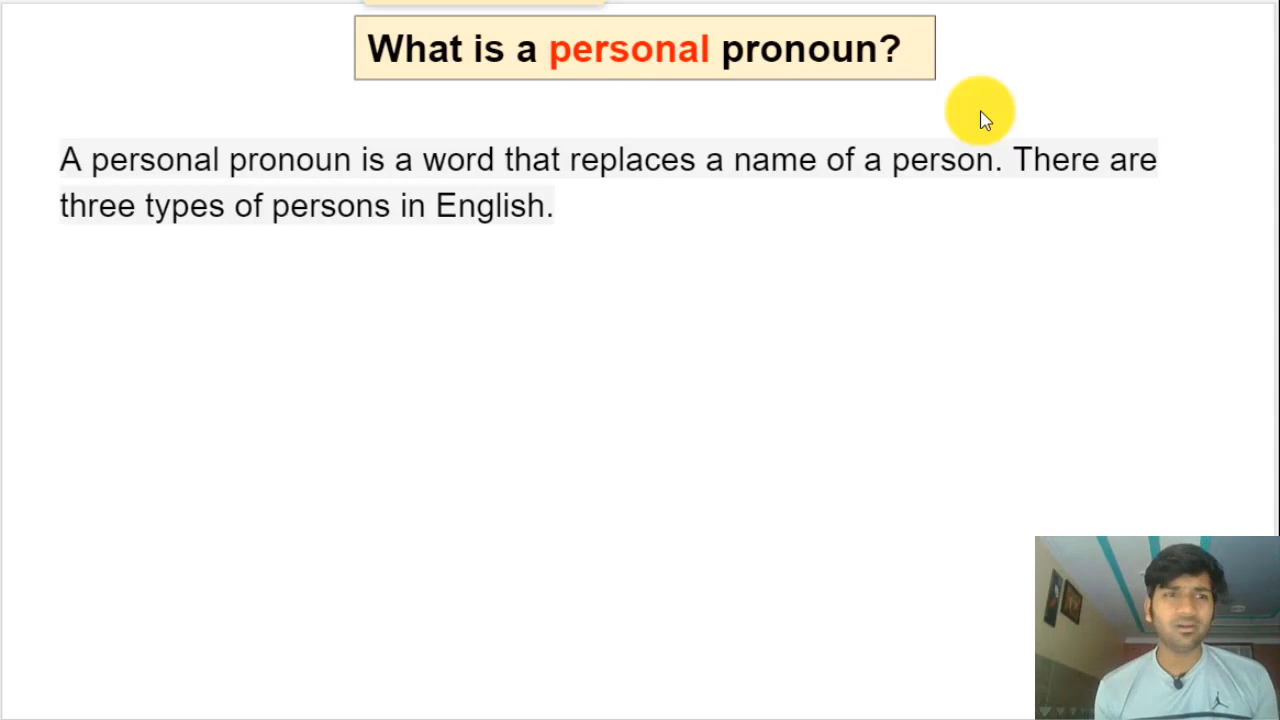 What is a personal pronoun?
A personal pronoun is a word that replaces a name of a person. There are
three types of persons in English.